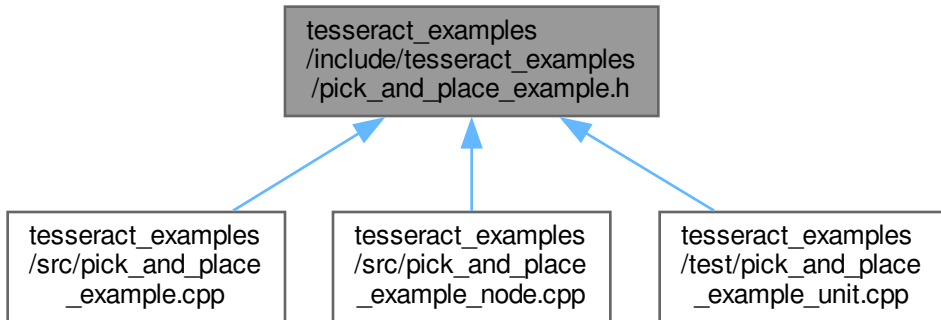 tesseract_examples
/include/tesseract_examples
/pick_and_place_example.h
tesseract_examples
/src/pick_and_place
_example.cpp
tesseract_examples
/src/pick_and_place
_example_node.cpp
tesseract_examples
/test/pick_and_place
_example_unit.cpp